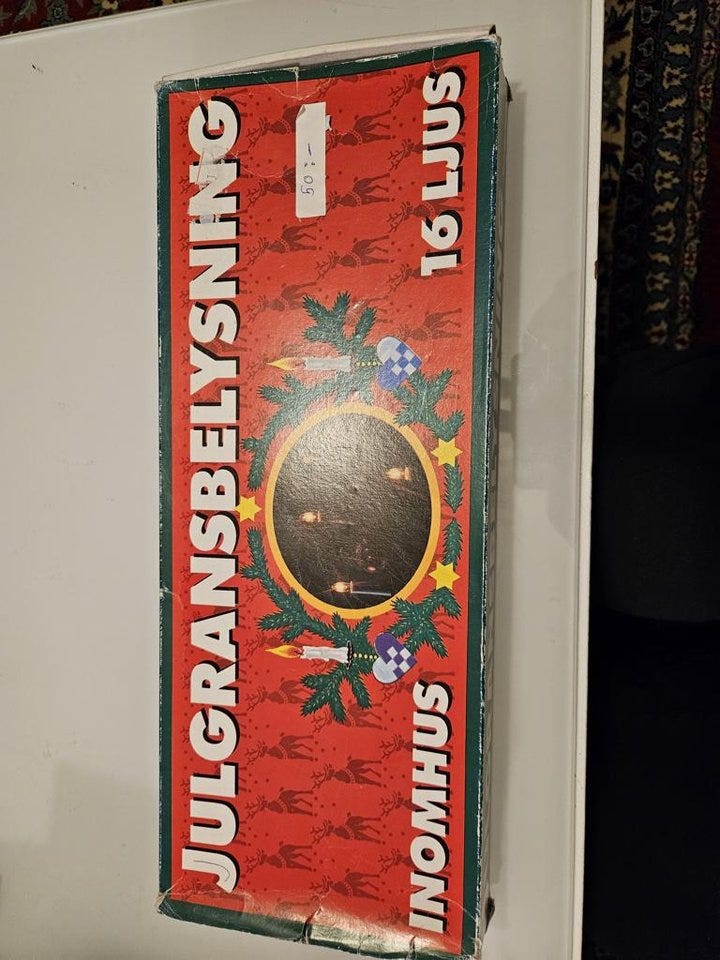 JULGRANSBELYSNING
50:-
INOMHUS
16 LJUS